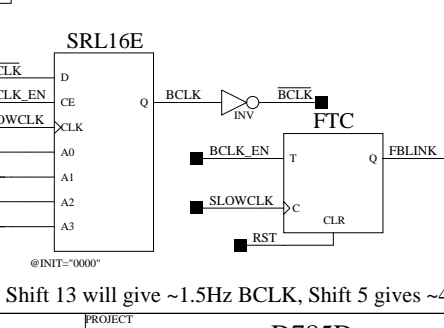 SRL16E
CLK D
CLK_EN CE Q BCLK BCLK
INV
OWCLK CLK FTC
A0 BCLK_EN T Q FBLINK
A1
A2 SLOWCLK C
A3 CLR
RST
@INIT="0000"
Shift 13 will give ~1.5Hz BCLK, Shift 5 gives ~4
PROJECT